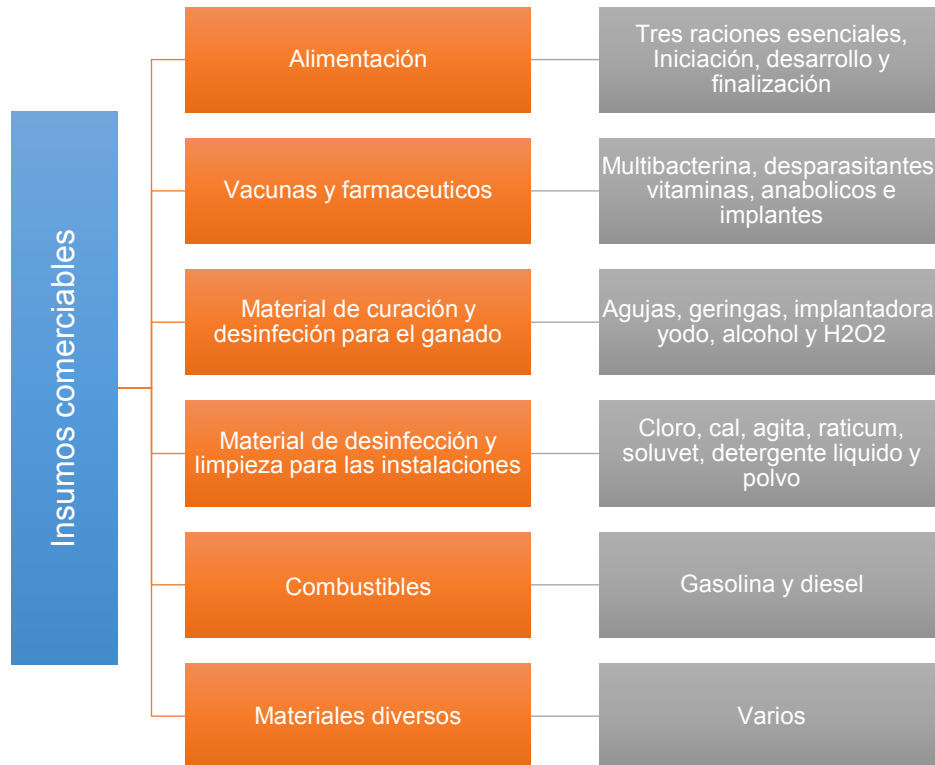 Insumos comerciables
Alimentación
Tres raciones esenciales,
Iniciación, desarrollo y
finalización
Vacunas y farmaceuticos
Multibacterina, desparasitantes
vitaminas, anabolicos e
implantes
Material de curación y
desinfeción para el ganado
Agujas, geringas, implantadora
yodo, alcohol y H2O2
Material de desinfección y
limpieza para las instalaciones
Cloro, cal, agita, raticum,
soluvet, detergente liquido y
polvo
Combustibles
Gasolina y diesel
Materiales diversos
Varios